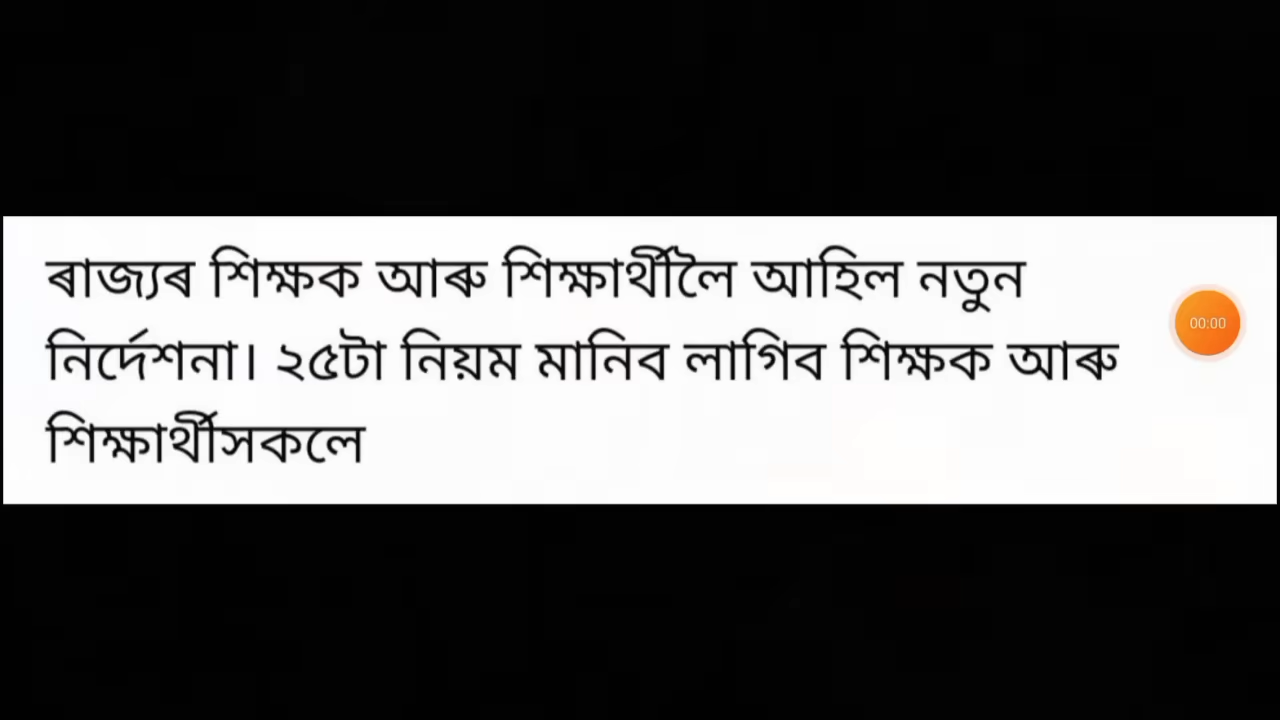 ৰাজ্যৰ শিক্ষক আৰু শিক্ষাৰ্থীলৈ আহিল নতুন
নিৰ্দেশনা। ২৫টা নিয়ম মানিব লাগিব শিক্ষক আৰু
শিক্ষাৰ্থীসকলে
00:00